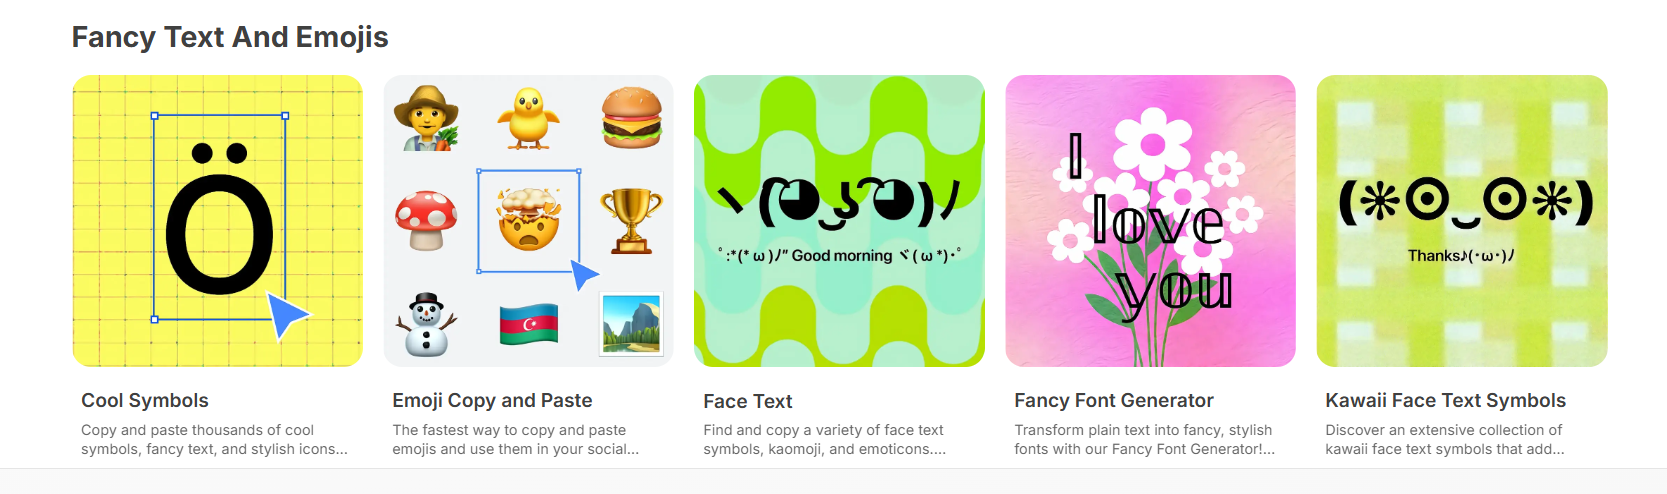 Fancy Text And Emojis
Ö
ヽ(◕ ʖ̯ ◕)ﾉ
ﾟ:*(* ω )ﾉ" Good morning ヾ( ω *)･ﾟ
I
love
you
(❋⊙‿⊙❋)
Thanks♪(･ω･)ﾉ
Cool Symbols
Copy and paste thousands of cool
symbols, fancy text, and stylish icons...
Emoji Copy and Paste
The fastest way to copy and paste
emojis and use them in your social...
Face Text
Find and copy a variety of face text
symbols, kaomoji, and emoticons....
Fancy Font Generator
Transform plain text into fancy, stylish
fonts with our Fancy Font Generator!...
Kawaii Face Text Symbols
Discover an extensive collection of
kawaii face text symbols that add...